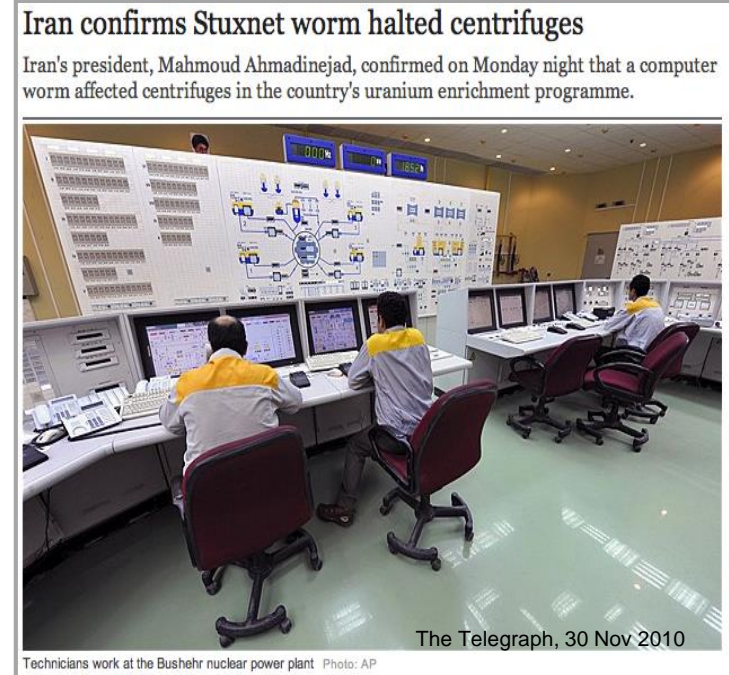 Iran confirms Stuxnet worm halted centrifuges
Iran's president, Mahmoud Ahmadinejad, confirmed on Monday night that a computer
worm affected centrifuges in the country's uranium enrichment programme.
The Telegraph, 30 Nov 2010
Technicians work at the Bushehr nuclear power plant Photo: AP